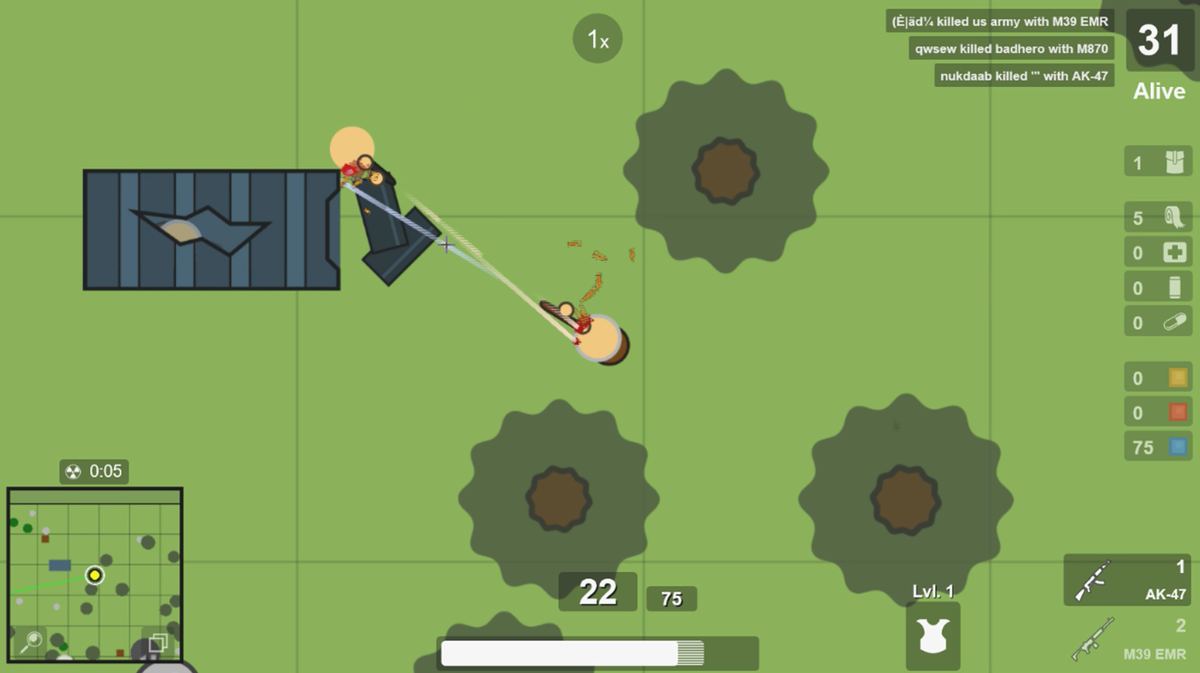 1x
(È|äd¼ killed us army with M39 EMR
qwsew killed badhero with M870
nukdaab killed ''' with AK-47
31
Alive
1
5
0
0
0
0
0
75
0:05
22
75
Lvl. 1
1
AK-47
2
M39 EMR